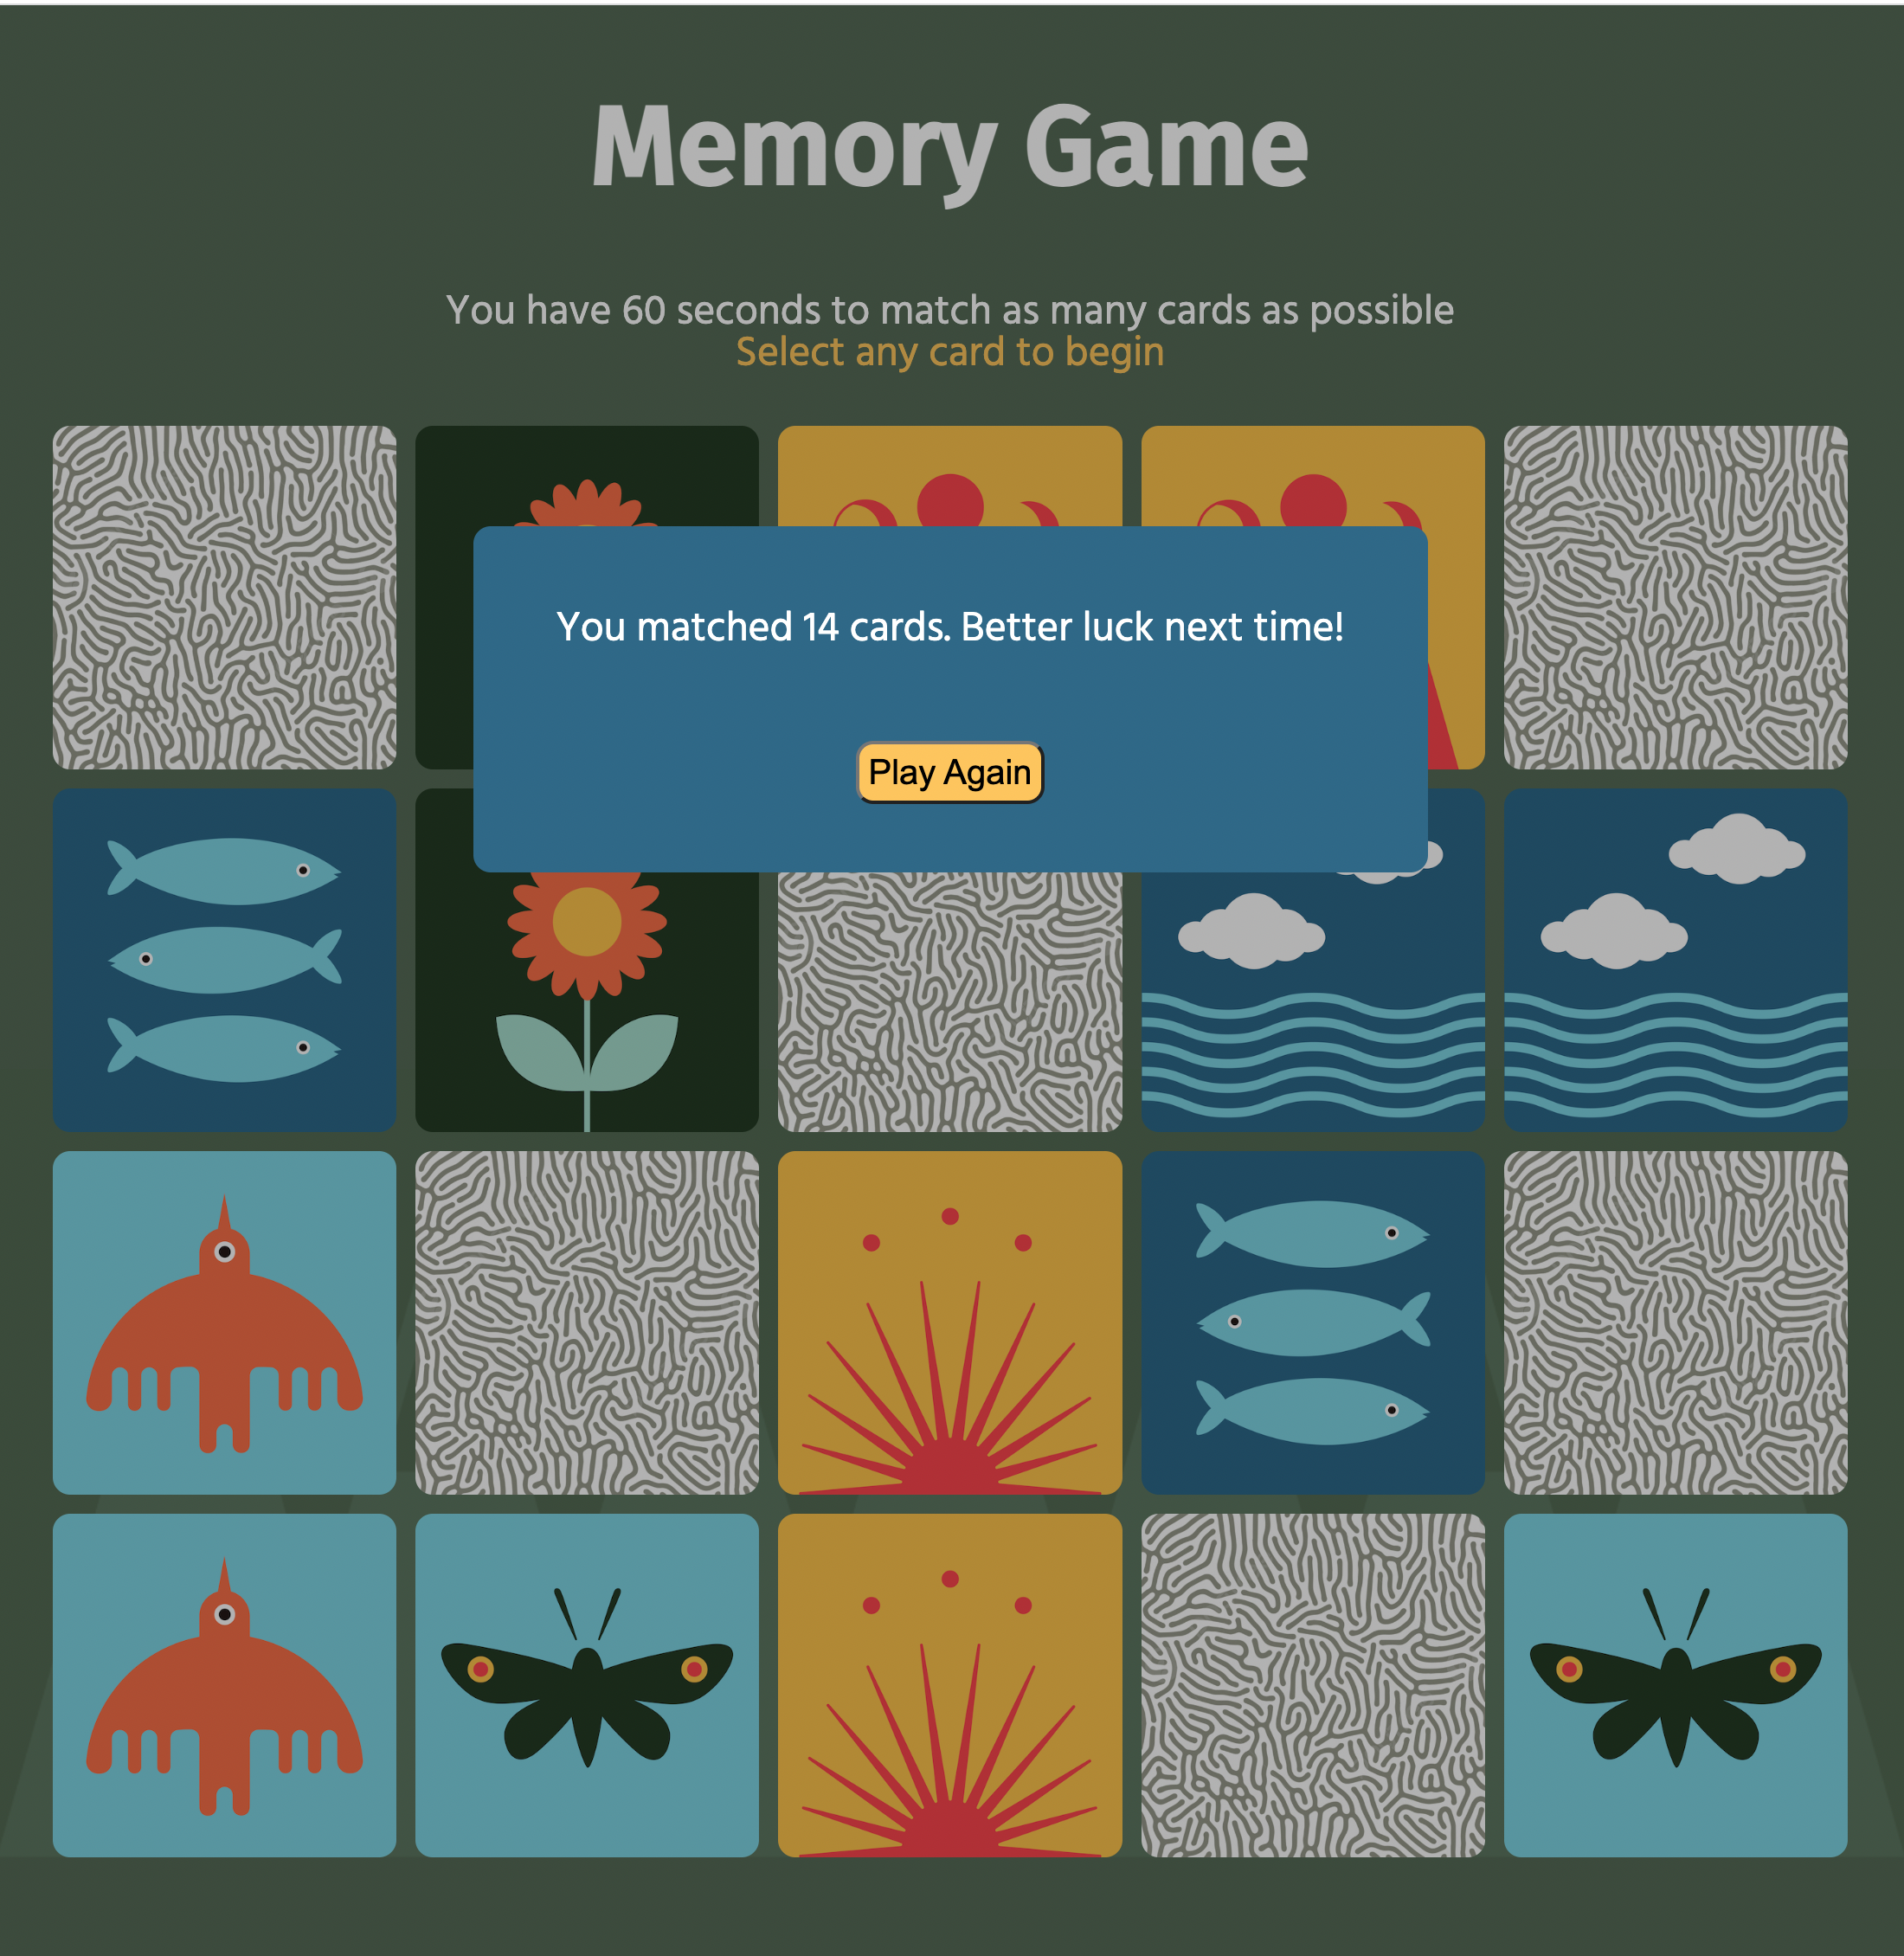 Memory Game
You have 60 seconds to match as many cards as possible
Select any card to begin
You matched 14 cards. Better luck next time!
Play Again